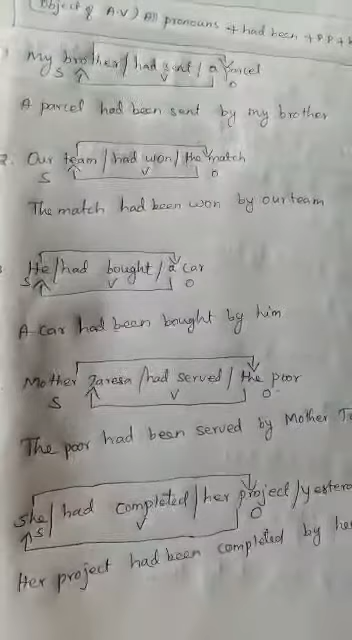 (Object of A.V) All pronouns + had been + P.P +
My brother / had sent / a parcel
S V O
A parcel had been sent by my brother
2. Our team / had won / the match
S V O
The match had been won by our team
He / had bought / a car
S V O
A car had been bought by him
Mother Taresa / had served / the poor
S V O
The poor had been served by Mother
She / had completed / her project /
S V O
Her project had been completed by